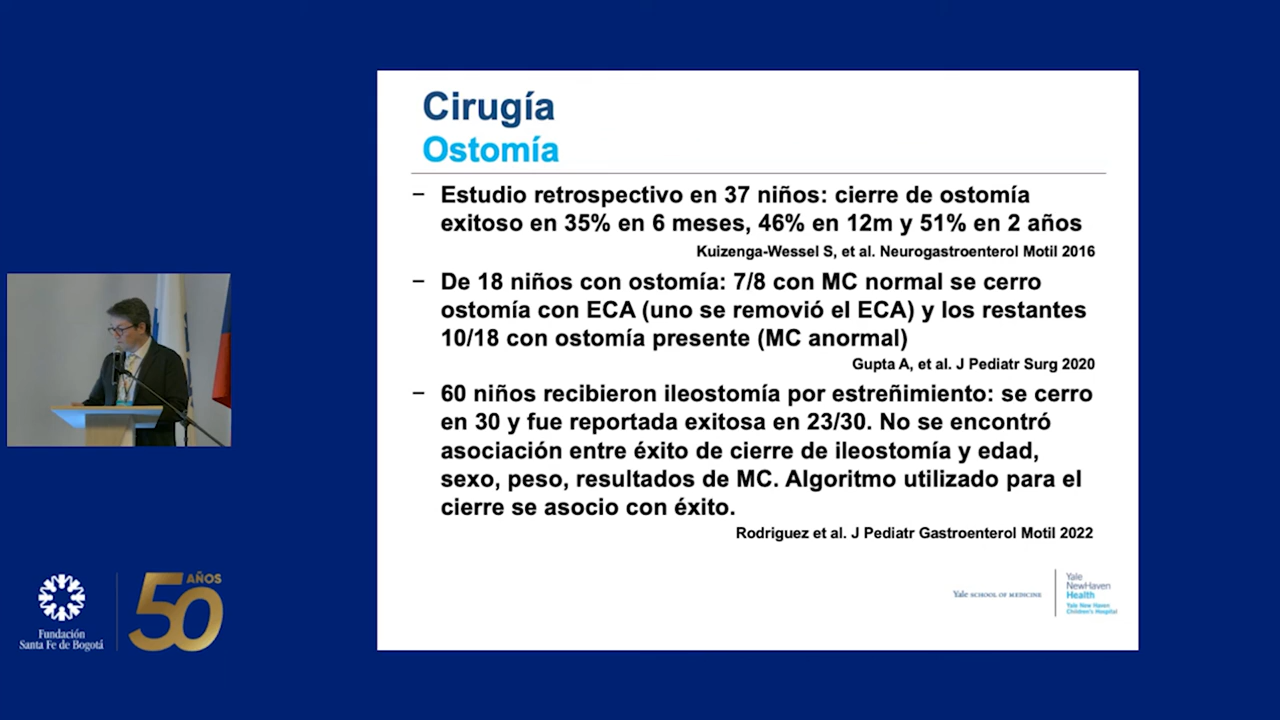 Cirugía
Ostomía
– Estudio retrospectivo en 37 niños: cierre de ostomía
exitoso en 35% en 6 meses, 46% en 12m y 51% en 2 años
Kuizenga-Wessel S, et al. Neurogastroenterol Motil 2016
– De 18 niños con ostomía: 7/8 con MC normal se cerro
ostomía con ECA (uno se removió el ECA) y los restantes
10/18 con ostomía presente (MC anormal)
Gupta A, et al. J Pediatr Surg 2020
– 60 niños recibieron ileostomía por estreñimiento: se cerro
en 30 y fue reportada exitosa en 23/30. No se encontró
asociación entre éxito de cierre de ileostomía y edad,
sexo, peso, resultados de MC. Algoritmo utilizado para el
cierre se asocio con éxito.
Rodriguez et al. J Pediatr Gastroenterol Motil 2022
Yale SCHOOL OF MEDICINE
Yale
NewHaven
Health
Yale New Haven
Children's Hospital
Fundación
Santa Fe de Bogotá
50 AÑOS